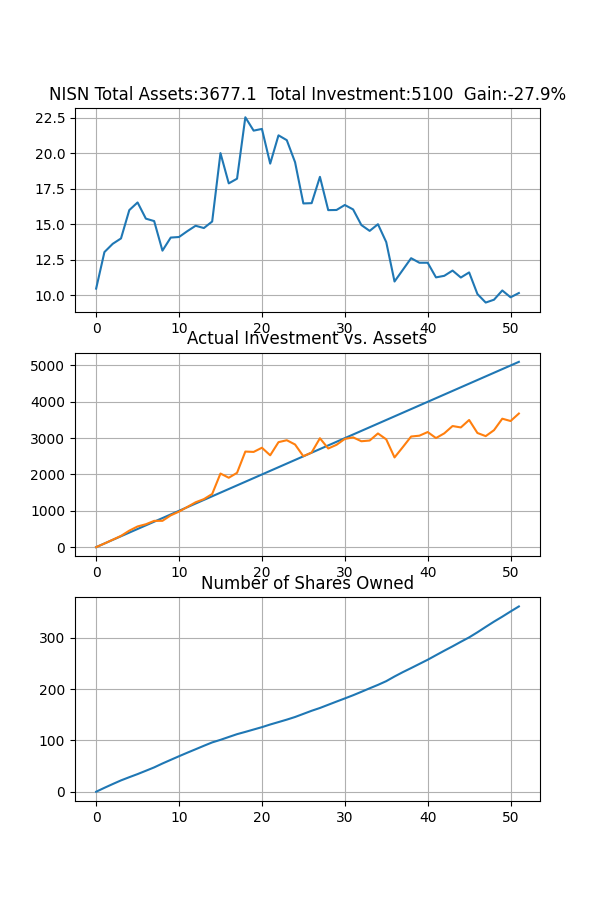 NISN Total Assets:3677.1  Total Investment:5100  Gain:-27.9%
22.5
20.0
17.5
15.0
12.5
10.0
0 10 20 30 40 50
Actual Investment vs. Assets
5000
4000
3000
2000
1000
0
0 10 20 30 40 50
Number of Shares Owned
300
200
100
0
0 10 20 30 40 50